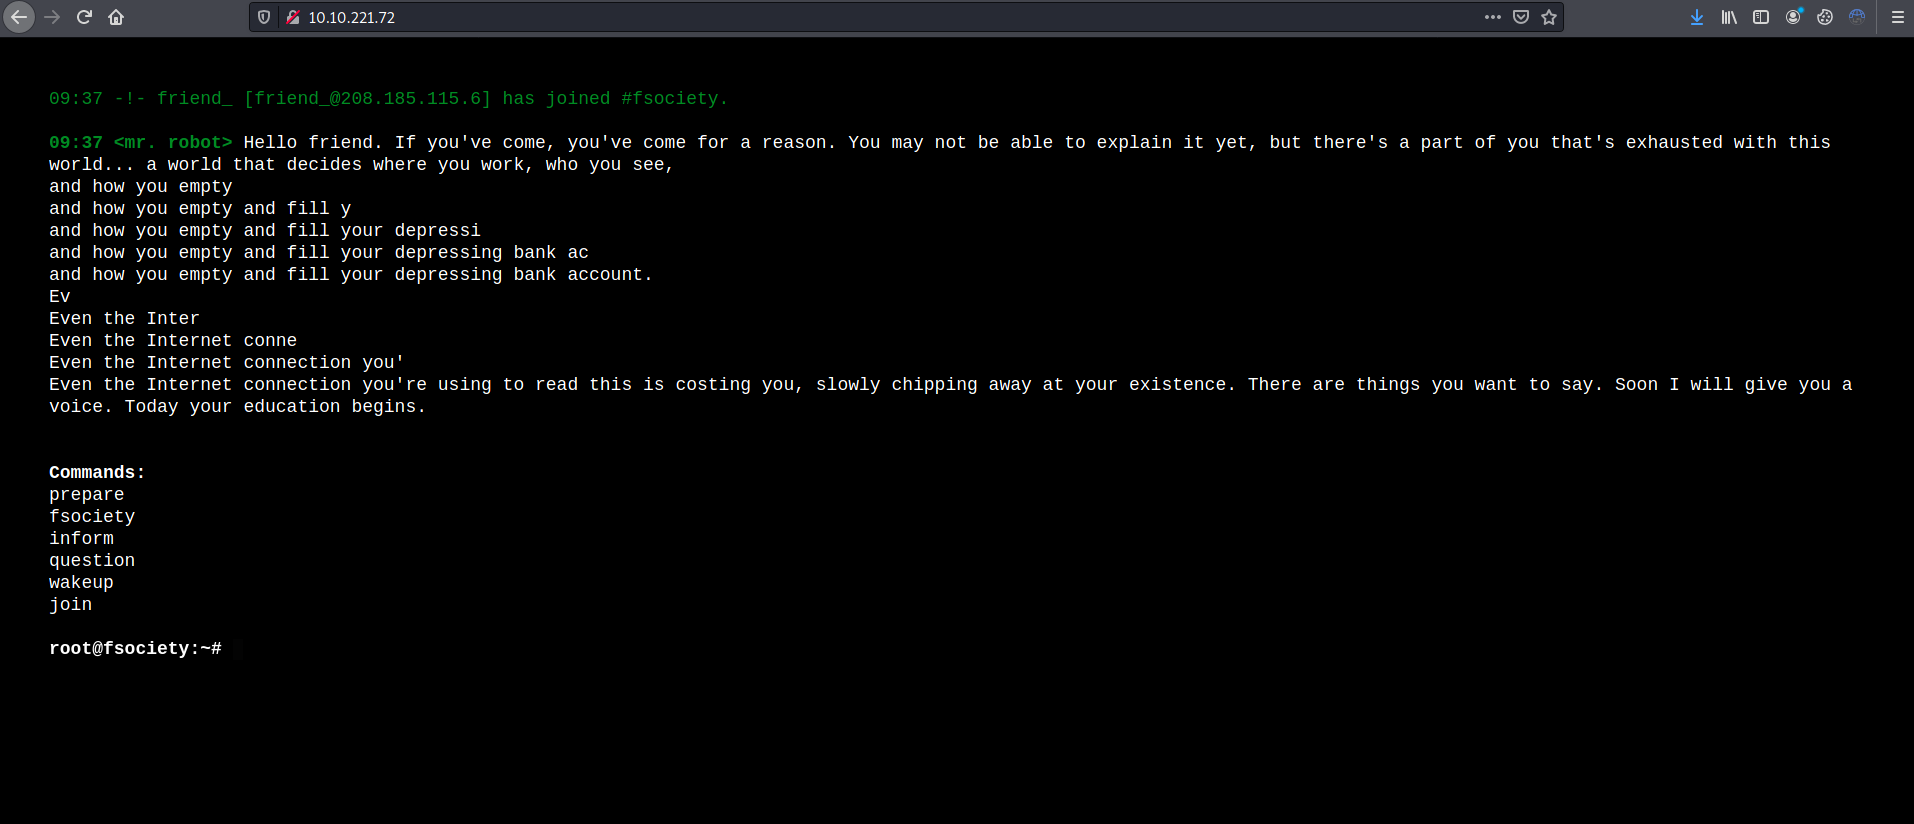 10.10.221.72
09:37 -!- friend_ [friend_@208.185.115.6] has joined #fsociety.
09:37 <mr. robot> Hello friend. If you've come, you've come for a reason. You may not be able to explain it yet, but there's a part of you that's exhausted with this
world... a world that decides where you work, who you see,
and how you empty
and how you empty and fill y
and how you empty and fill your depressi
and how you empty and fill your depressing bank ac
and how you empty and fill your depressing bank account.
Ev
Even the Inter
Even the Internet conne
Even the Internet connection you'
Even the Internet connection you're using to read this is costing you, slowly chipping away at your existence. There are things you want to say. Soon I will give you a
voice. Today your education begins.
Commands:
prepare
fsociety
inform
question
wakeup
join
root@fsociety:~#